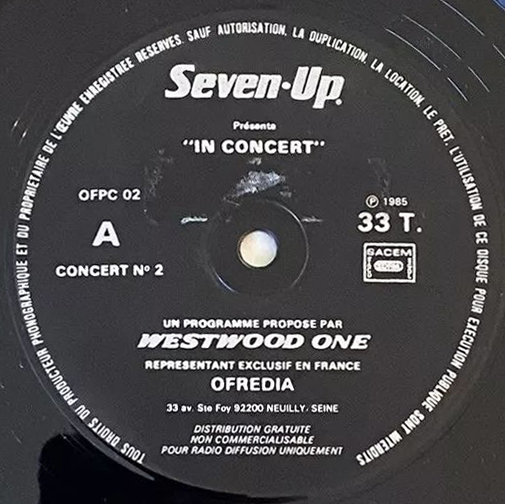 TOUS DROITS DU PRODUCTEUR PHONOGRAPHIQUE ET DU PROPRIETAIRE DE L'ŒUVRE ENREGISTREE RESERVES. SAUF AUTORISATION, LA DUPLICATION, LA LOCATION, LE PRET, L'UTILISATION DE CE DISQUE POUR EXECUTION PUBLIQUE SONT INTERDITS
Seven-Up.
Présente
"IN CONCERT"
OFPC 02
A
CONCERT Nº 2
℗ 1985
33 T.
SACEM
UN PROGRAMME PROPOSE PAR
WESTWOOD ONE
REPRESENTANT EXCLUSIF EN FRANCE
OFREDIA
33 av. Ste Foy 92200 NEUILLY. SEINE
DISTRIBUTION GRATUITE
NON COMMERCIALISABLE
POUR RADIO DIFFUSION UNIQUEMENT